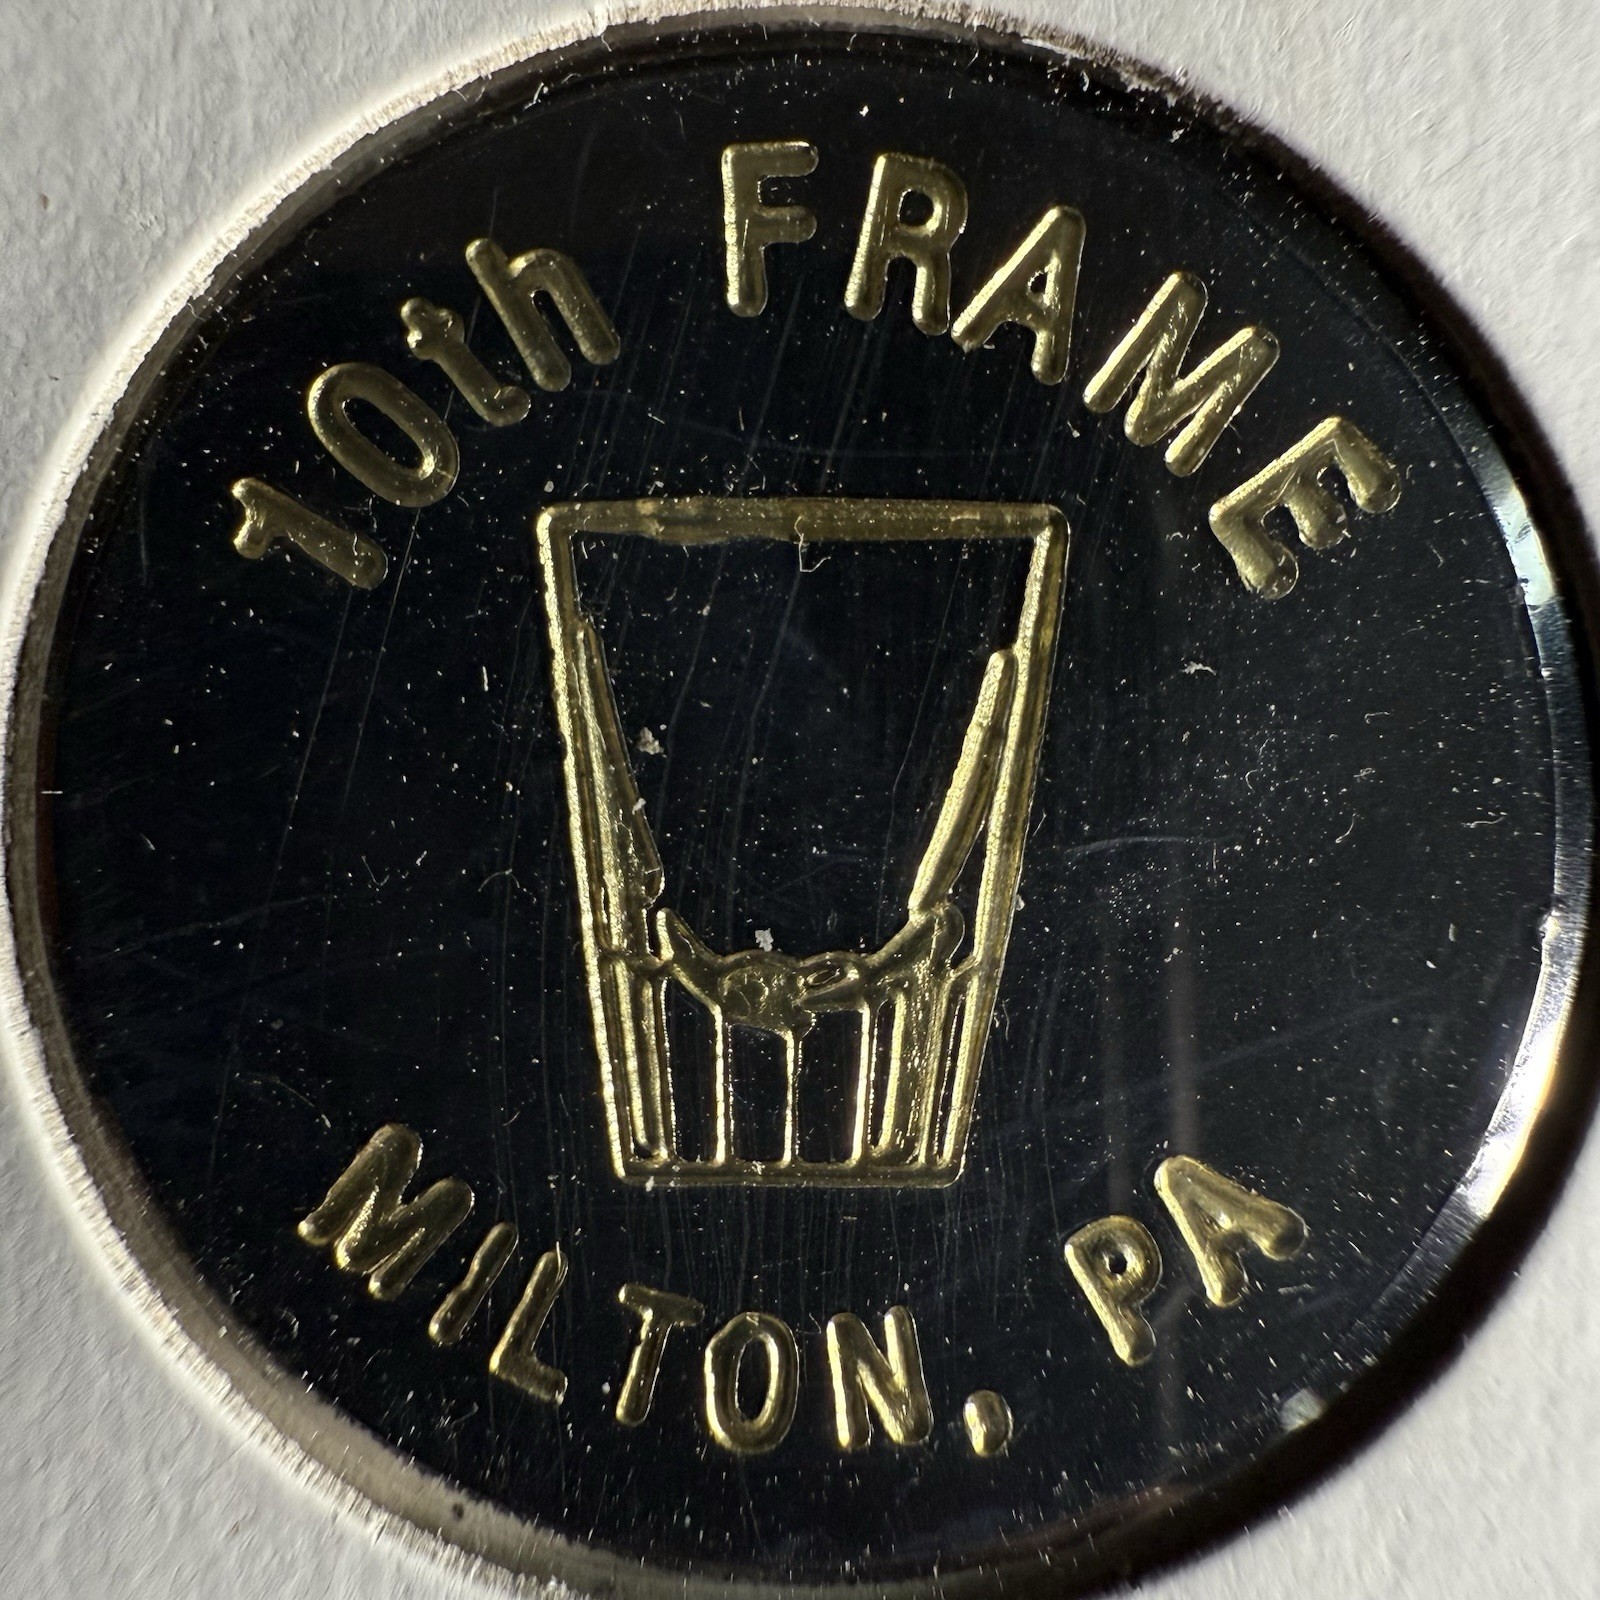 10th FRAME
MILTON, PA